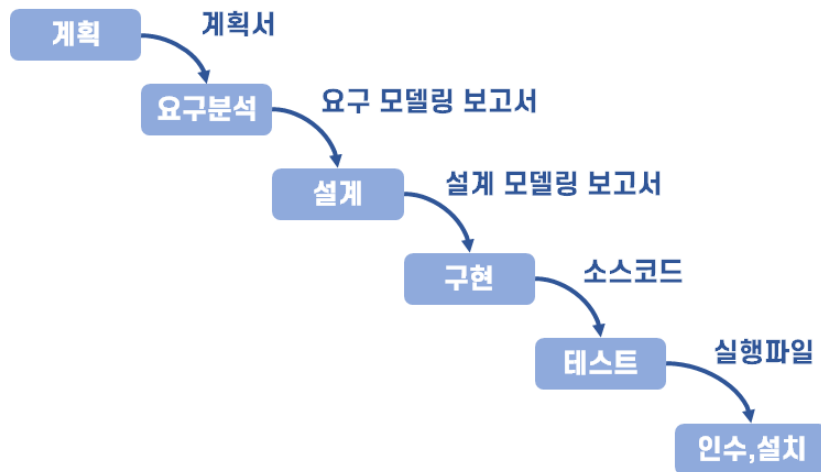 계획
계획서
요구분석
요구 모델링 보고서
설계
설계 모델링 보고서
구현
소스코드
테스트
실행파일
인수,설치